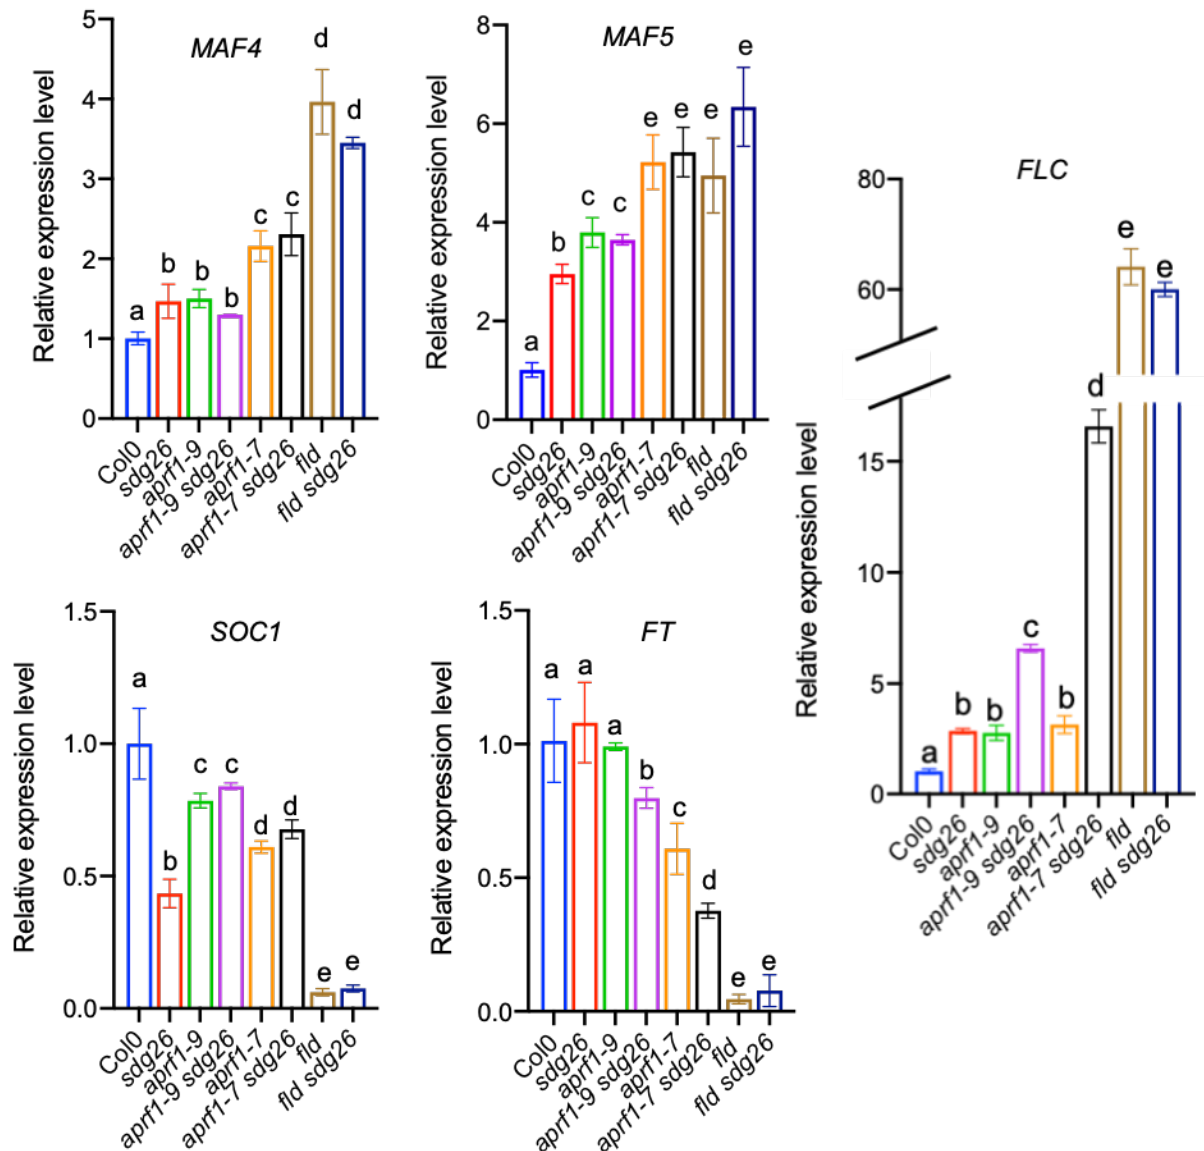 MAF4
Relative expression level
5
4
3
2
1
0
a
b
b
b
c
c
d
d
Col0
sdg26
aprf1-9
aprf1-9 sdg26
aprf1-7
aprf1-7 sdg26
fld
fld sdg26
MAF5
Relative expression level
8
6
4
2
0
a
b
c
c
e
e
e
e
Col0
sdg26
aprf1-9
aprf1-9 sdg26
aprf1-7
aprf1-7 sdg26
fld
fld sdg26
FLC
Relative expression level
80
60
15
10
5
0
a
b
b
c
b
d
e
e
Col0
sdg26
aprf1-9
aprf1-9 sdg26
aprf1-7
aprf1-7 sdg26
fld
fld sdg26
SOC1
Relative expression level
1.5
1.0
0.5
0.0
a
b
c
c
d
d
e
e
Col0
sdg26
aprf1-9
aprf1-9 sdg26
aprf1-7
aprf1-7 sdg26
fld
fld sdg26
FT
Relative expression level
1.5
1.0
0.5
0.0
a
a
a
b
c
d
e
e
Col0
sdg26
aprf1-9
aprf1-9 sdg26
aprf1-7
aprf1-7 sdg26
fld
fld sdg26